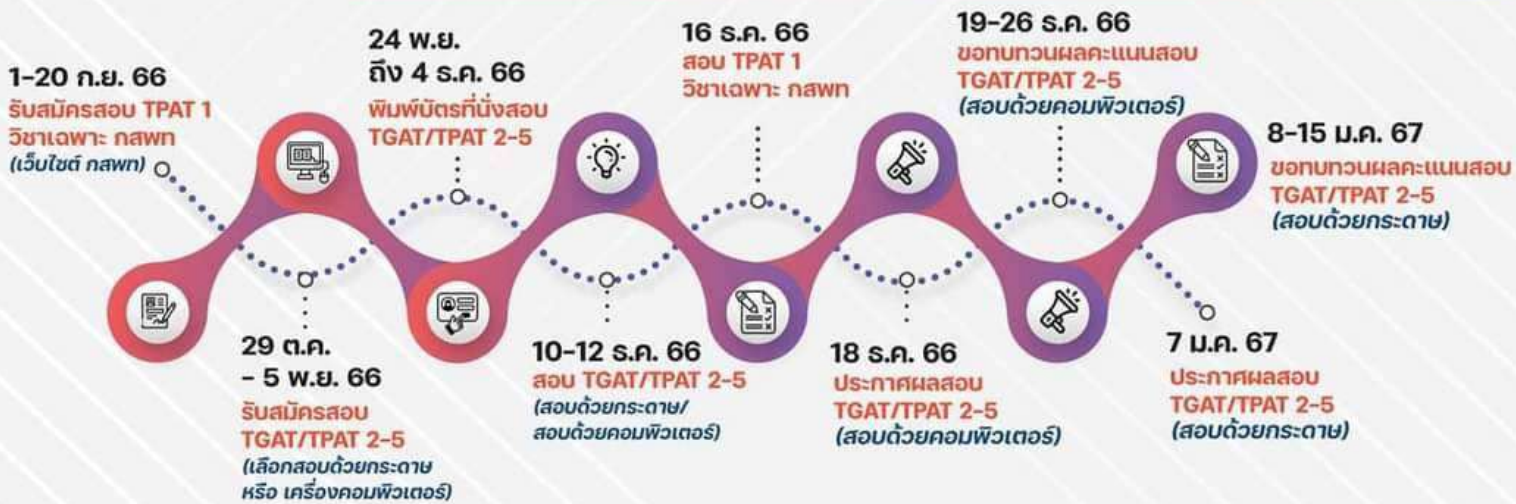 1-20 ก.ย. 66
รับสมัครสอบ TPAT 1
วิชาเฉพาะ กสพท
(เว็บไซต์ กสพท)
29 ต.ค.
- 5 พ.ย. 66
รับสมัครสอบ
TGAT/TPAT 2-5
(เลือกสอบด้วยกระดาษ
หรือ เครื่องคอมพิวเตอร์)
24 พ.ย.
ถึง 4 ธ.ค. 66
พิมพ์บัตรที่นั่งสอบ
TGAT/TPAT 2-5
10-12 ธ.ค. 66
สอบ TGAT/TPAT 2-5
(สอบด้วยกระดาษ/
สอบด้วยคอมพิวเตอร์)
16 ธ.ค. 66
สอบ TPAT 1
วิชาเฉพาะ กสพท
18 ธ.ค. 66
ประกาศผลสอบ
TGAT/TPAT 2-5
(สอบด้วยคอมพิวเตอร์)
19-26 ธ.ค. 66
ขอทบทวนผลคะแนนสอบ
TGAT/TPAT 2-5
(สอบด้วยคอมพิวเตอร์)
7 ม.ค. 67
ประกาศผลสอบ
TGAT/TPAT 2-5
(สอบด้วยกระดาษ)
8-15 ม.ค. 67
ขอทบทวนผลคะแนนสอบ
TGAT/TPAT 2-5
(สอบด้วยกระดาษ)